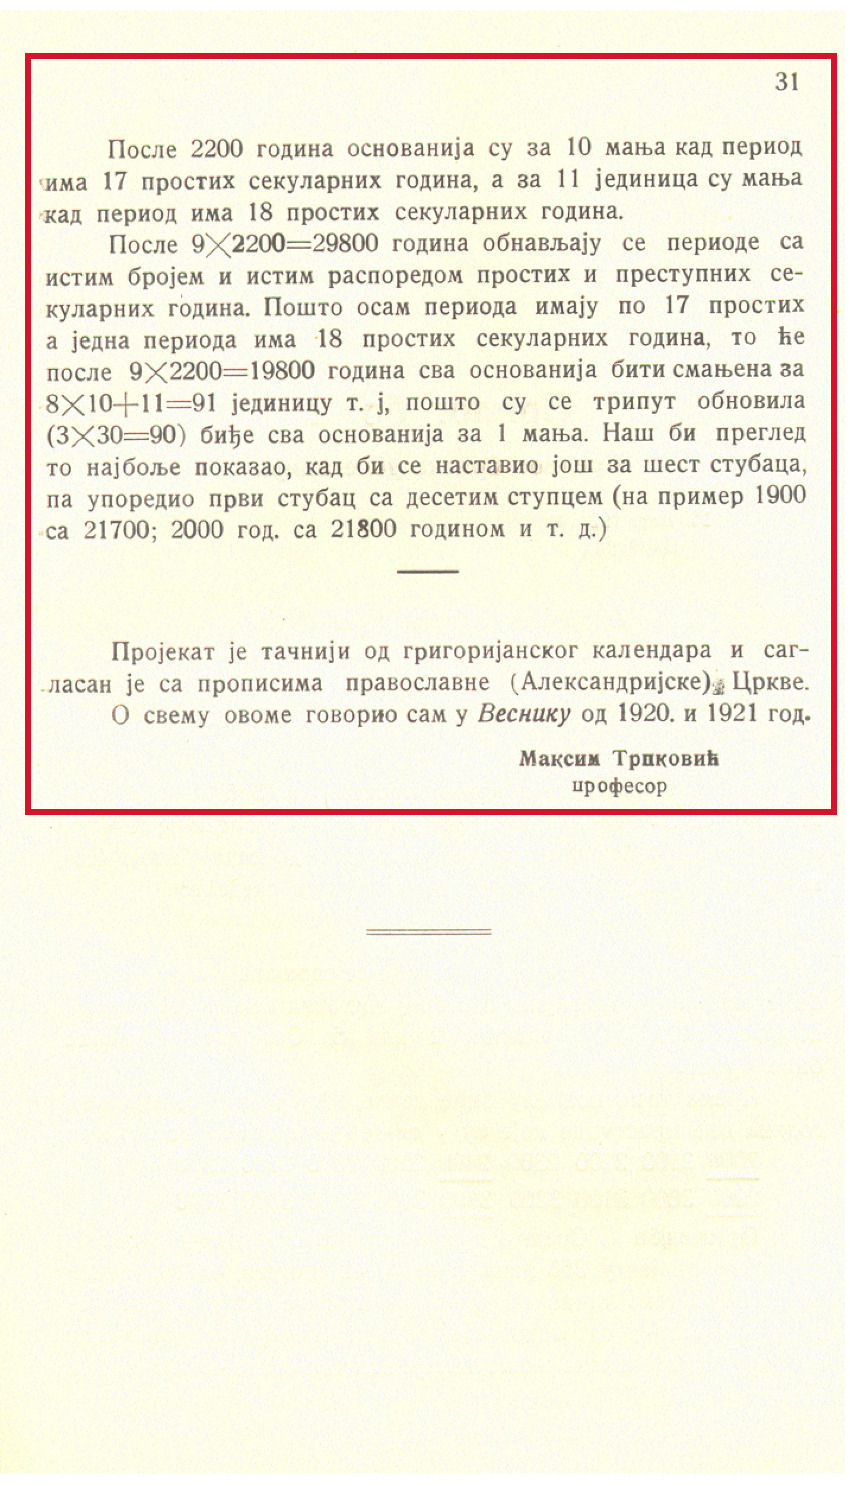 31
После 2200 година основанија су за 10 мања кад период
има 17 простих секуларних година, а за 11 јединица су мања
кад период има 18 простих секуларних година.
После 9×2200=29800 година обнављају се периоде са
истим бројем и истим распоредом простих и преступних се-
куларних година. Пошто осам периода имају по 17 простих
а једна периода има 18 простих секуларних година, то ће
после 9×2200=19800 година сва основанија бити смањена за
8×10+11=91 јединицу т. ј, пошто су се трипут обновила
(3×30=90) биђе сва основанија за 1 мања. Наш би преглед
то најбоље показао, кад би се наставио још за шест стубаца,
па упоредио први стубац са десетим ступцем (на пример 1900
са 21700; 2000 год. са 21800 годином и т. д.)
Пројекат је тачнији од григоријанског календара и саг-
ласан је са прописима православне (Александријске) Цркве.
О свему овоме говорио сам у Веснику од 1920. и 1921 год.
Максим Трпковић
професор